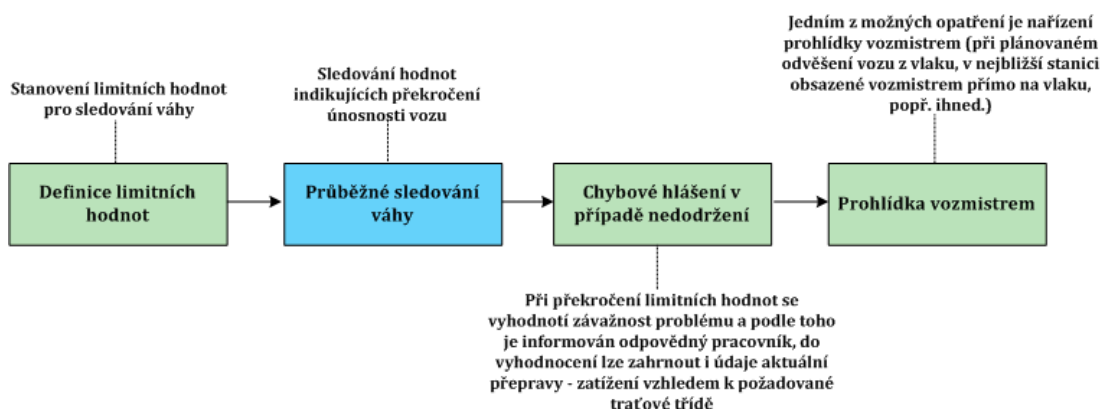 Stanovení limitních hodnot
pro sledování váhy
Sledování hodnot
indikujících překročení
únosnosti vozu
Jedním z možných opatření je nařízení
prohlídky vozmistrem (při plánovaném
odvěšení vozu z vlaku, v nejbližší stanici
obsazené vozmistrem přímo na vlaku,
popř. ihned.)
Definice limitních
hodnot
Průběžné sledování
váhy
Chybové hlášení v
případě nedodržení
Prohlídka vozmistrem
Při překročení limitních hodnot se
vyhodnotí závažnost problému a podle toho
je informován odpovědný pracovník, do
vyhodnocení lze zahrnout i údaje aktuální
přepravy - zatížení vzhledem k požadované
traťové třídě